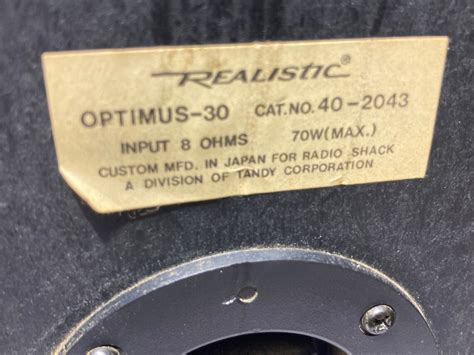 REALISTIC®
OPTIMUS-30 CAT.NO. 40-2043
INPUT 8 OHMS 70W(MAX.)
CUSTOM MFD. IN JAPAN FOR RADIO SHACK
A DIVISION OF TANDY CORPORATION